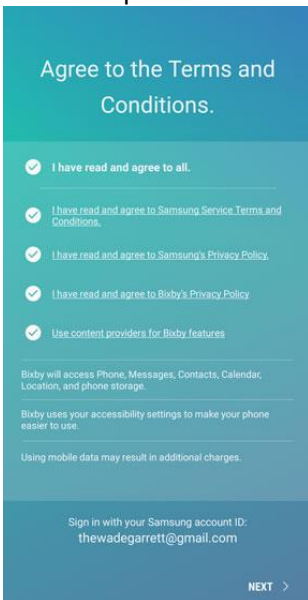 Agree to the Terms and
Conditions.
I have read and agree to all.
I have read and agree to Samsung Service Terms and
Conditions.
I have read and agree to Samsung's Privacy Policy.
I have read and agree to Bixby's Privacy Policy
Use content providers for Bixby features
Bixby will access Phone, Messages, Contacts, Calendar,
Location, and phone storage.
Bixby uses your accessibility settings to make your phone
easier to use.
Using mobile data may result in additional charges.
Sign in with your Samsung account ID:
thewadegarrett@gmail.com
NEXT >